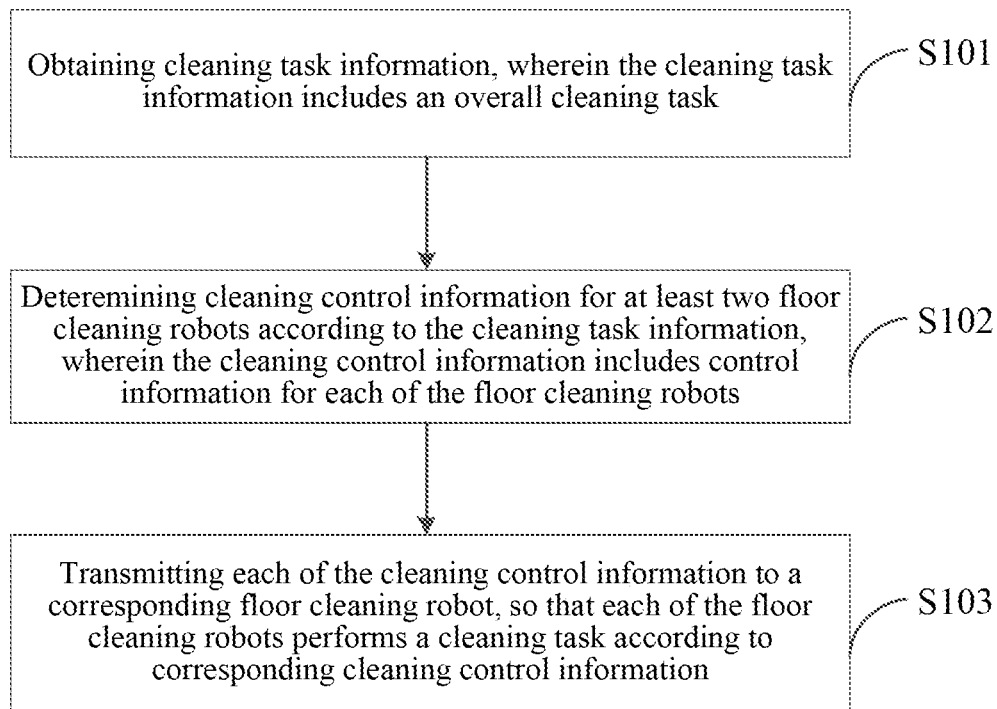 Obtaining cleaning task information, wherein the cleaning task
information includes an overall cleaning task
S101
Deteremining cleaning control information for at least two floor
cleaning robots according to the cleaning task information,
wherein the cleaning control information includes control
information for each of the floor cleaning robots
S102
Transmitting each of the cleaning control information to a
corresponding floor cleaning robot, so that each of the floor
cleaning robots performs a cleaning task according to
corresponding cleaning control information
S103